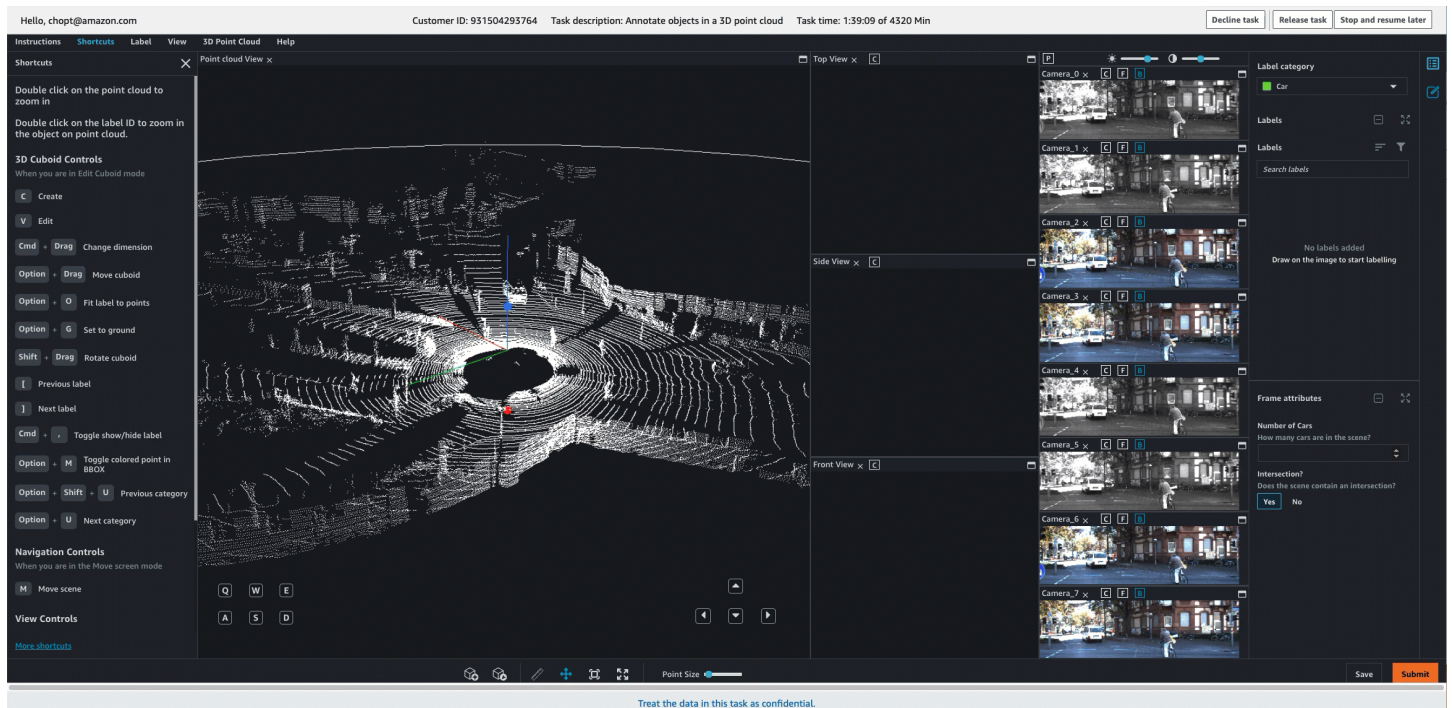 Hello, chopt@amazon.com
Customer ID: 931504293764 Task description: Annotate objects in a 3D point cloud Task time: 1:39:09 of 4320 Min
Decline task Release task Stop and resume later
Instructions Shortcuts Label View 3D Point Cloud Help
Shortcuts
Double click on the point cloud to
zoom in
Double click on the label ID to zoom in
the object on point cloud.
3D Cuboid Controls
When you are in Edit Cuboid mode
C Create
V Edit
Cmd + Drag Change dimension
Option + Drag Move cuboid
Option + O Fit label to points
Option + G Set to ground
Shift + Drag Rotate cuboid
[ Previous label
] Next label
Cmd + , Toggle show/hide label
Option + M Toggle colored point in
BBOX
Option + Shift + U Previous category
Option + U Next category
Navigation Controls
When you are in the Move screen mode
M Move scene
View Controls
More shortcuts
Point cloud View x
Q W E
A S D
Top View x C
Side View x C
Front View x C
P
Camera_0 x C F B
Camera_1 x C F B
Camera_2 x C F B
Camera_3 x C F B
Camera_4 x C F B
Camera_5 x C F B
Camera_6 x C F B
Camera_7 x C F B
Label category
Car
Labels
Labels
Search labels
No labels added
Draw on the image to start labelling
Frame attributes
Number of Cars
How many cars are in the scene?
Intersection?
Does the scene contain an intersection?
Yes No
Point Size
Save Submit
Treat the data in this task as confidential.